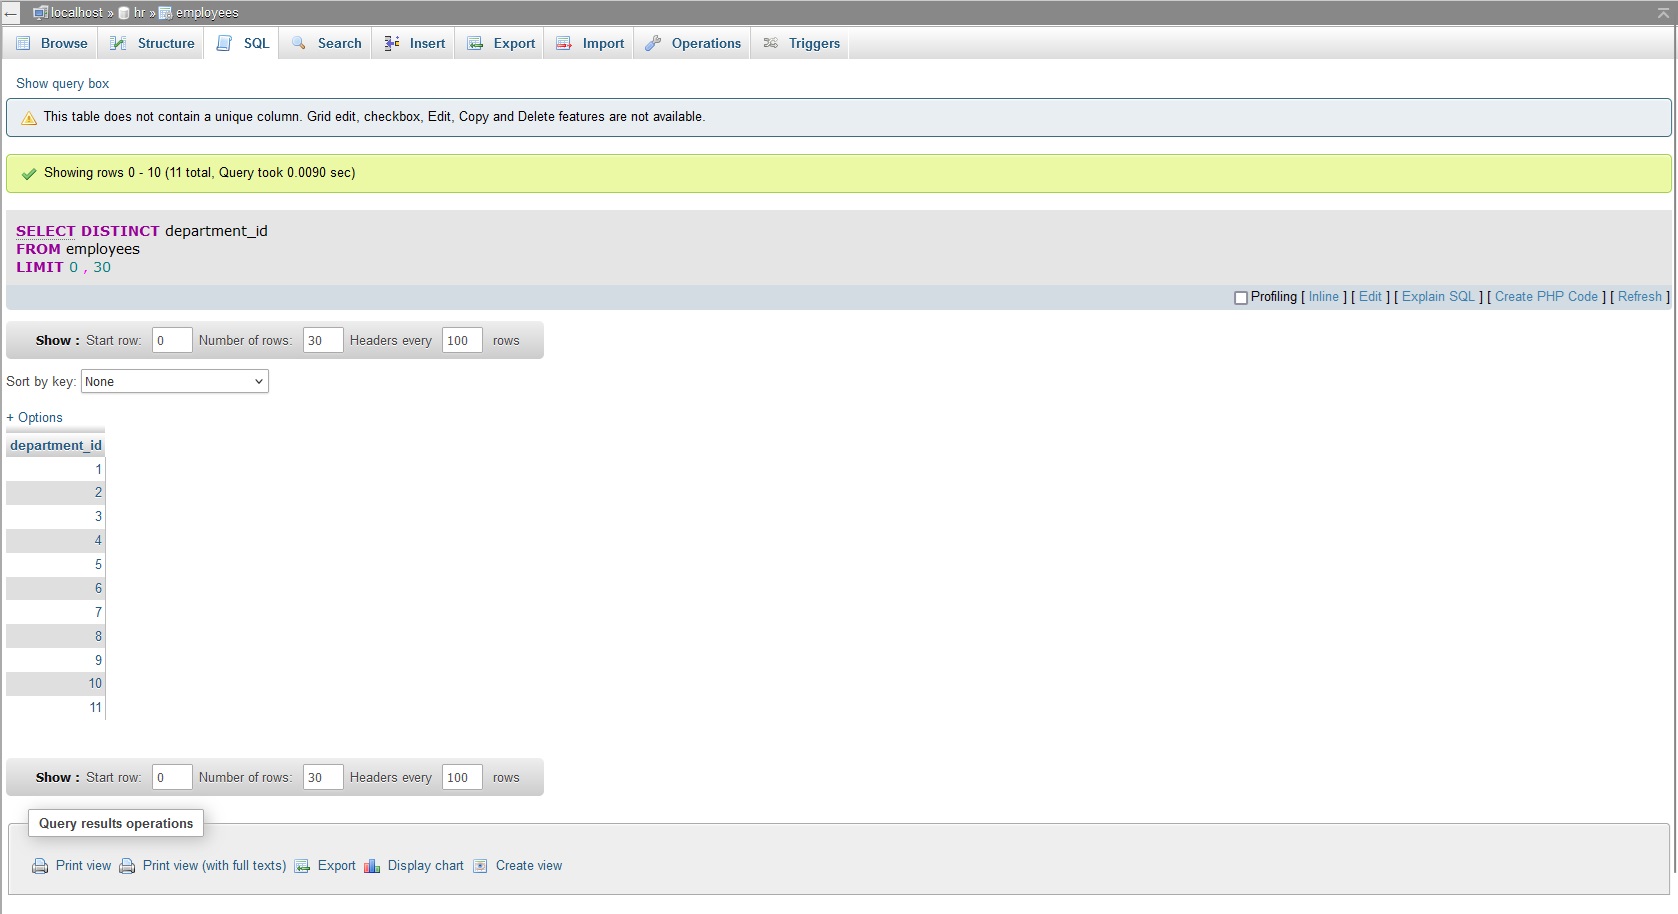 localhost » hr » employees
Browse Structure SQL Search Insert Export Import Operations Triggers
Show query box
This table does not contain a unique column. Grid edit, checkbox, Edit, Copy and Delete features are not available.
Showing rows 0 - 10 (11 total, Query took 0.0090 sec)
SELECT DISTINCT department_id
FROM employees
LIMIT 0 , 30
Profiling [ Inline ] [ Edit ] [ Explain SQL ] [ Create PHP Code ] [ Refresh ]
Show : Start row: 0 Number of rows: 30 Headers every 100 rows
Sort by key: None
+ Options
department_id
1
2
3
4
5
6
7
8
9
10
11
Show : Start row: 0 Number of rows: 30 Headers every 100 rows
Query results operations
Print view Print view (with full texts) Export Display chart Create view